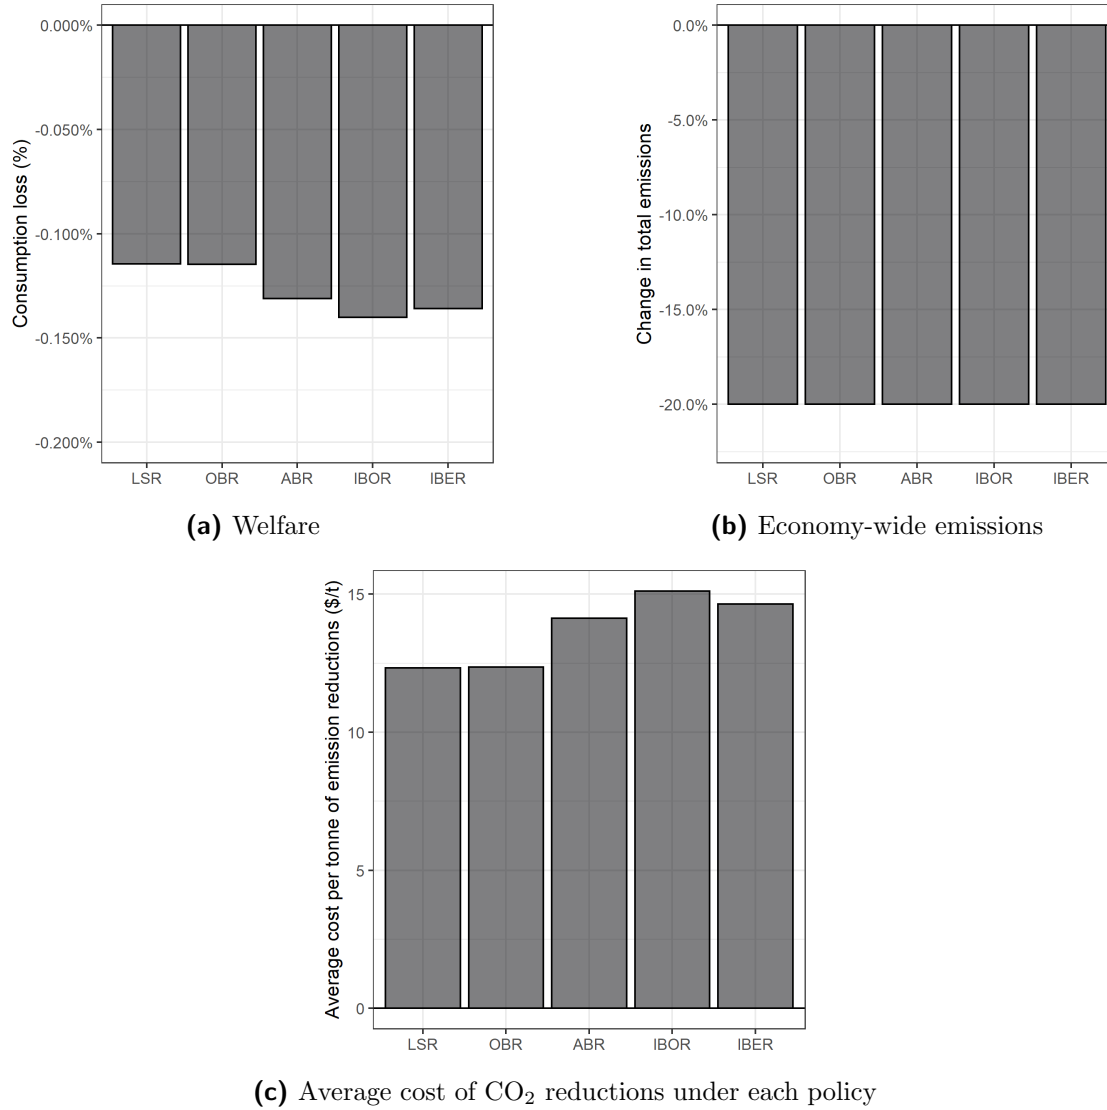 0.000%
-0.050%
-0.100%
-0.150%
-0.200%
Consumption loss (%)
LSR OBR ABR IBOR IBER
(a) Welfare
0.0%
-5.0%
-10.0%
-15.0%
-20.0%
Change in total emissions
LSR OBR ABR IBOR IBER
(b) Economy-wide emissions
15
10
5
0
Average cost per tonne of emission reductions ($/t)
LSR OBR ABR IBOR IBER
(c) Average cost of CO₂ reductions under each policy